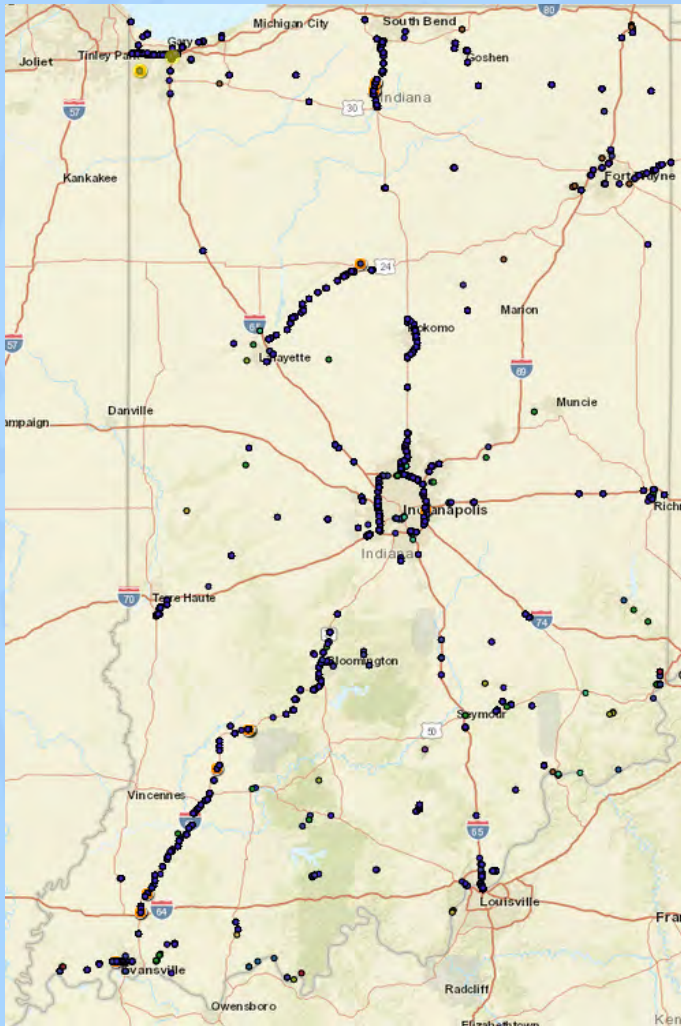 80
Michigan City
South Bend
Gary
Tinley Park
Joliet
Goshen
Indiana
57
30
Kankakee
Fort Wayne
24
65
Kokomo
Marion
57
Lafayette
69
Danville
Muncie
ampaign
Indianapolis
Richm
Indiana
70
Terre Haute
74
Bloomington
Seymour
50
Vincennes
65
64
Louisville
Fran
Evansville
Radcliff
Owensboro
Elizabethtown
Ken